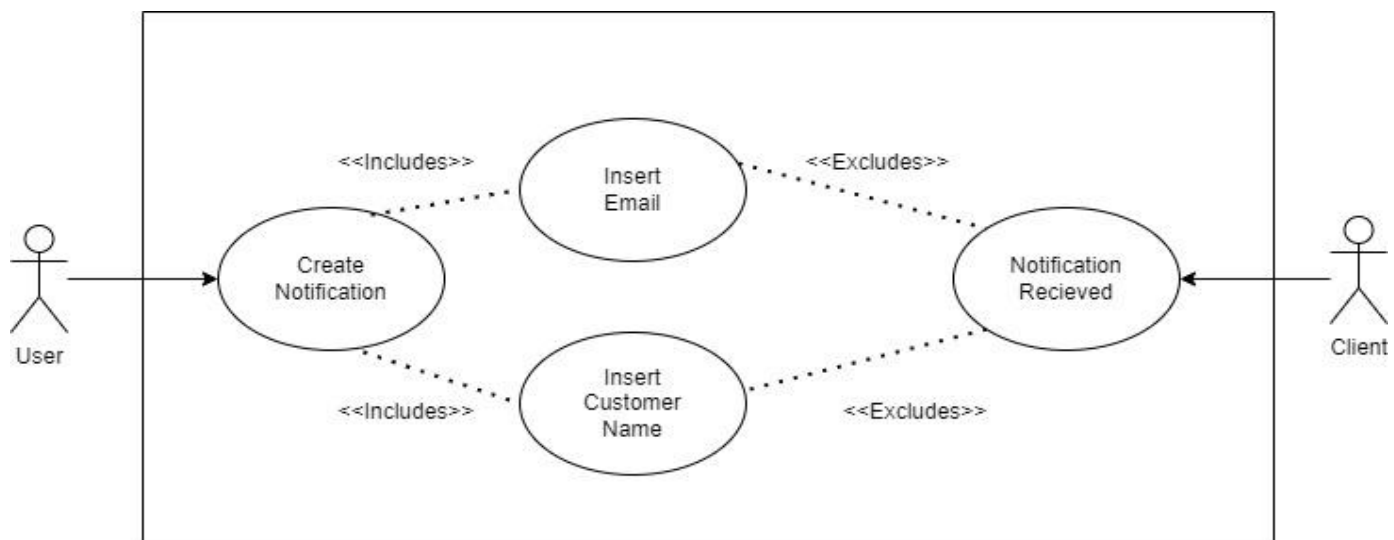 <<Includes>>
Insert
Email
<<Excludes>>
Create
Notification
Notification
Recieved
User
Client
<<Includes>>
Insert
Customer
Name
<<Excludes>>